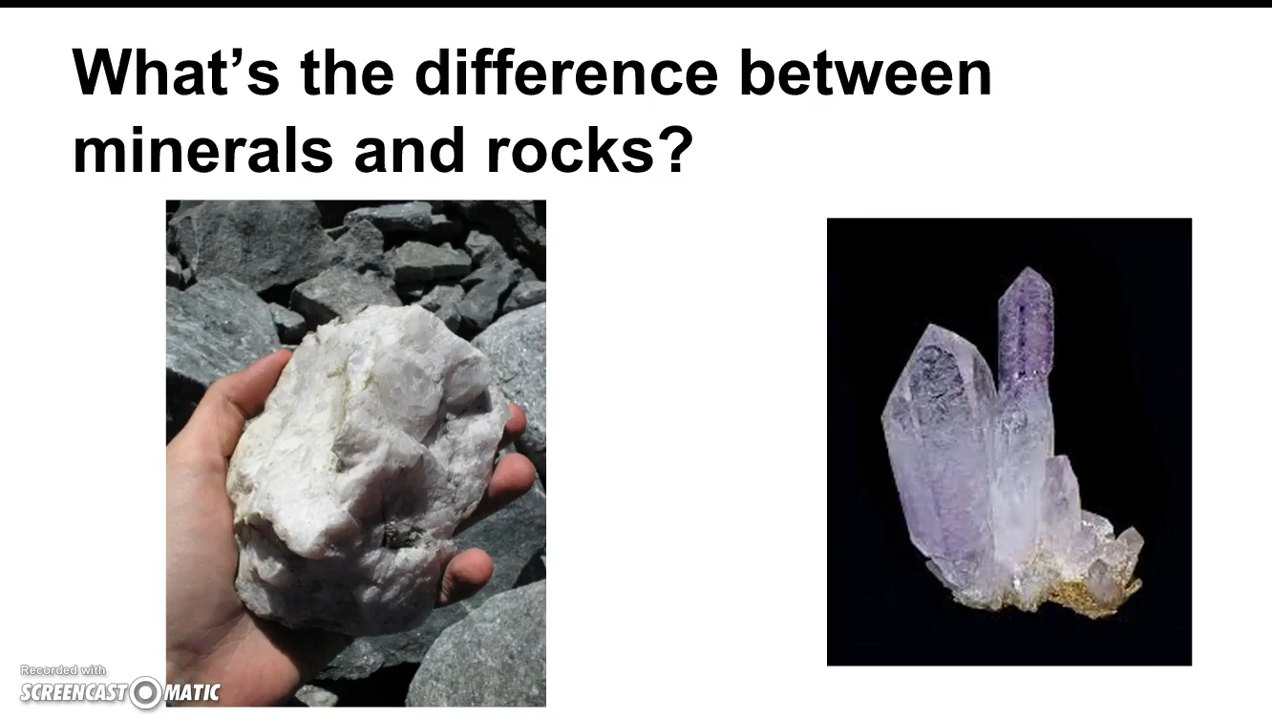 What’s the difference between
minerals and rocks?
Recorded with
SCREENCAST MATIC